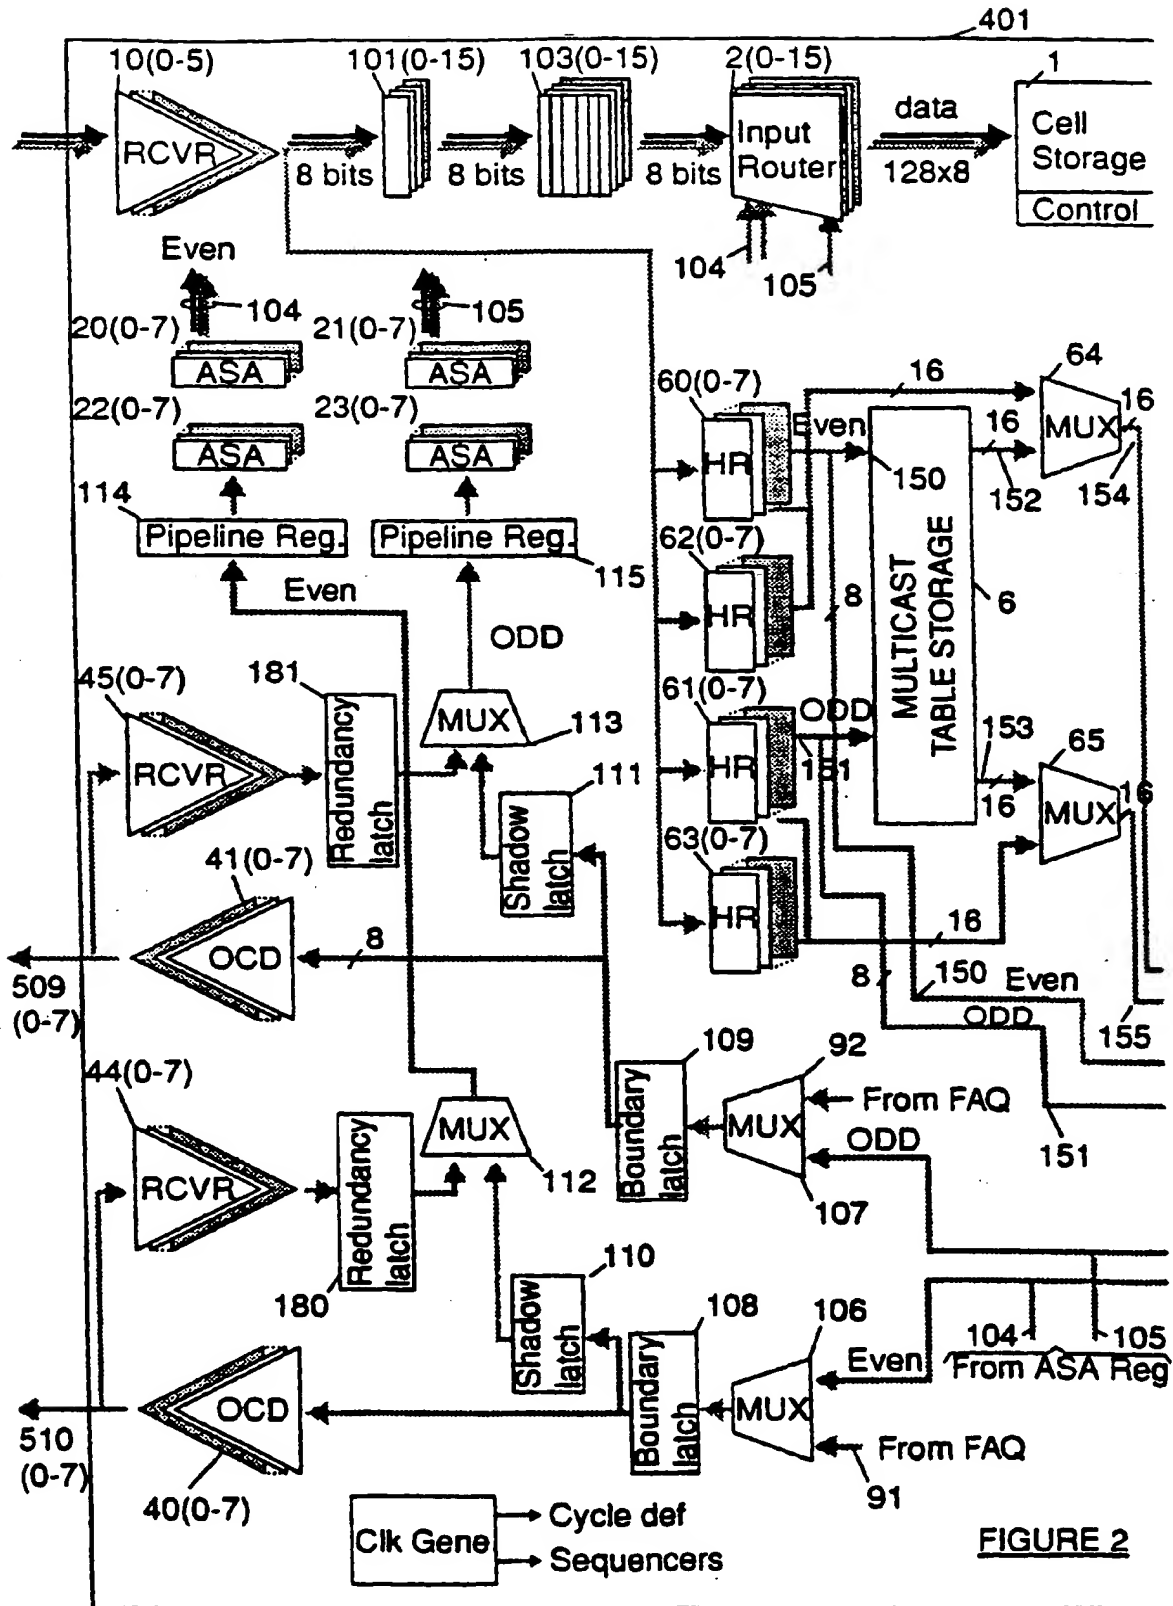 401
10(0-5) 101(0-15) 103(0-15) 2(0-15) 1
RCVR
8 bits
8 bits
8 bits
Input
Router
data
128x8
Cell
Storage
Control
104
105
Even
104
105
20(0-7) 21(0-7)
ASA
ASA
22(0-7) 23(0-7)
ASA
ASA
114
Pipeline Reg.
Pipeline Reg.
115
Even
ODD
60(0-7)
HR
Even
16
64
MUX
16
16
150
152
154
62(0-7)
HR
8
MULTICAST
TABLE STORAGE
6
61(0-7)
HR
ODD
151
153
16
65
MUX
16
63(0-7)
HR
16
8
150
Even
ODD
155
151
45(0-7)
RCVR
181
Redundancy
latch
MUX
113
111
Shadow
latch
41(0-7)
OCD
8
509
(0-7)
44(0-7)
RCVR
Redundancy
latch
180
MUX
112
109
Boundary
latch
92
MUX
From FAQ
ODD
107
110
Shadow
latch
108
Boundary
latch
106
MUX
Even
From FAQ
91
104
105
From ASA Reg
OCD
510
(0-7)
40(0-7)
Clk Gene
Cycle def
Sequencers
FIGURE 2